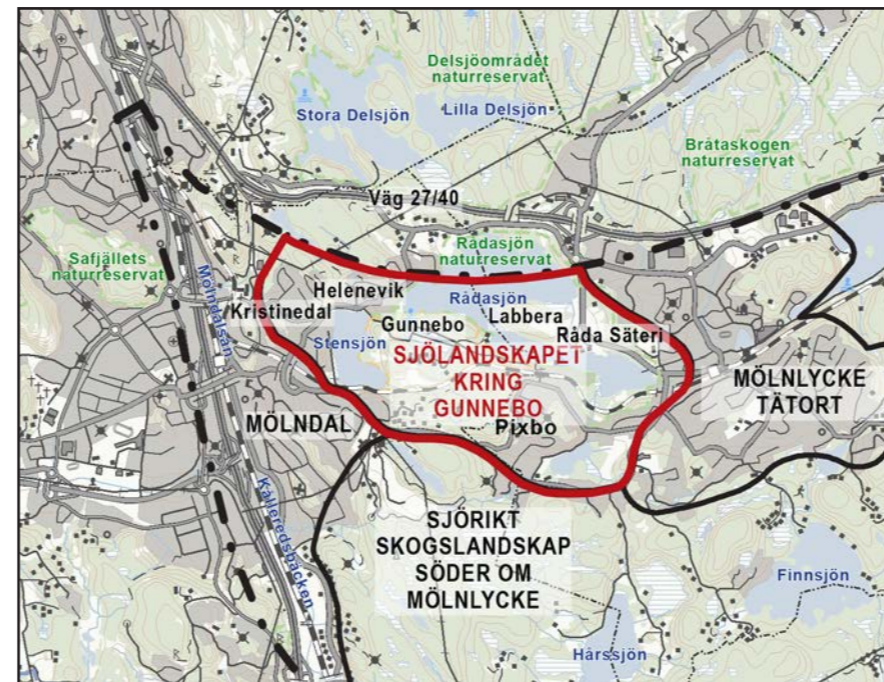 Delsjöområdet
naturreservat
Stora Delsjön
Lilla Delsjön
Bråtaskogen
naturreservat
Väg 27/40
Safjällets
naturreservat
Rådasjön
naturreservat
Mölndalsån
Helenevik
Rådasjön
Kristinedal
Gunnebo
Labbera
Råda Säteri
Stensjön
SJÖLANDSKAPET
KRING
GUNNEBO
MÖLNLYCKE
TÄTORT
MÖLNDAL
Pixbo
Kålleredsbäcken
SJÖRIKT
SKOGSLANDSKAP
SÖDER OM
MÖLNLYCKE
Finnsjön
Hårssjön